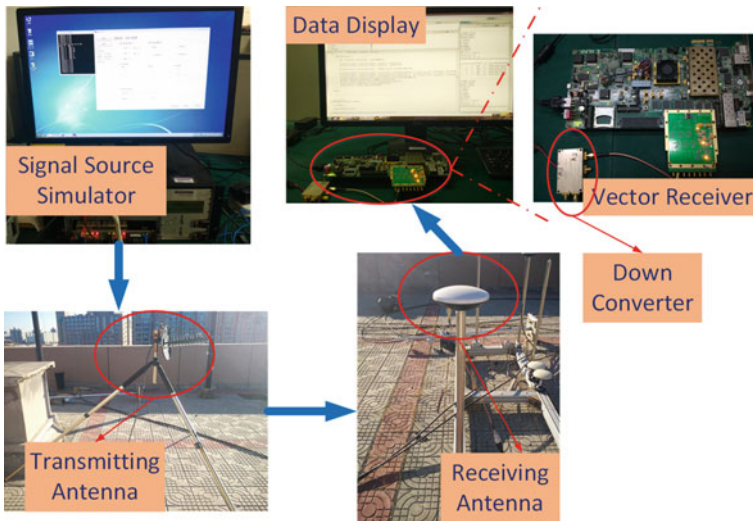 Signal Source
Simulator
Data Display
Vector Receiver
Down
Converter
Transmitting
Antenna
Receiving
Antenna